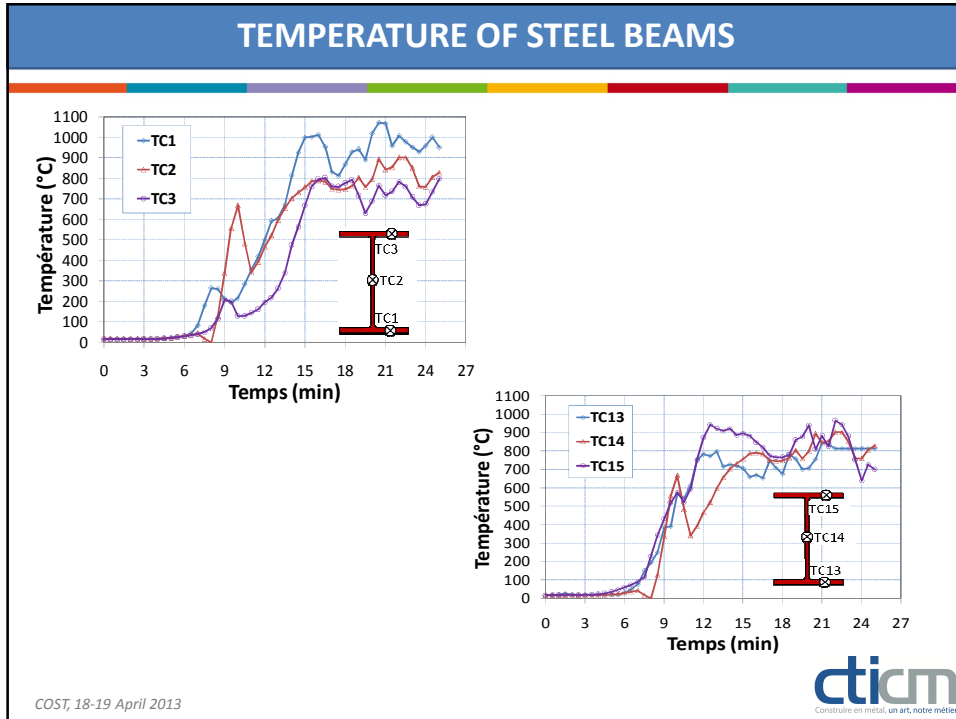 TEMPERATURE OF STEEL BEAMS
1100
1000
900
800
700
600
500
400
300
200
100
0
Température (°C)
TC1
TC2
TC3
TC3
TC2
TC1
0 3 6 9 12 15 18 21 24 27
Temps (min)
1100
1000
900
800
700
600
500
400
300
200
100
0
Température (°C)
TC13
TC14
TC15
TC15
TC14
TC13
0 3 6 9 12 15 18 21 24 27
Temps (min)
COST, 18-19 April 2013
cticm
Construire en métal, un art, notre métier